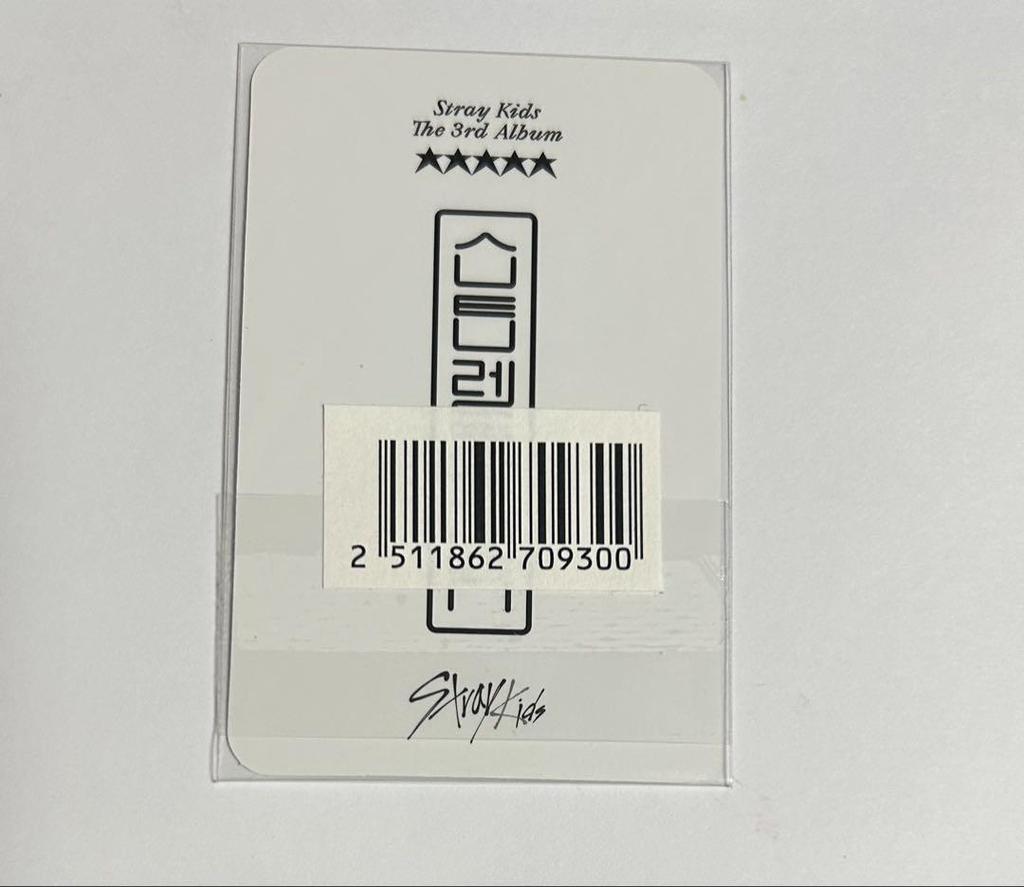 Stray Kids
The 3rd Album
★★★★★
2 511862 709300
Stray Kids